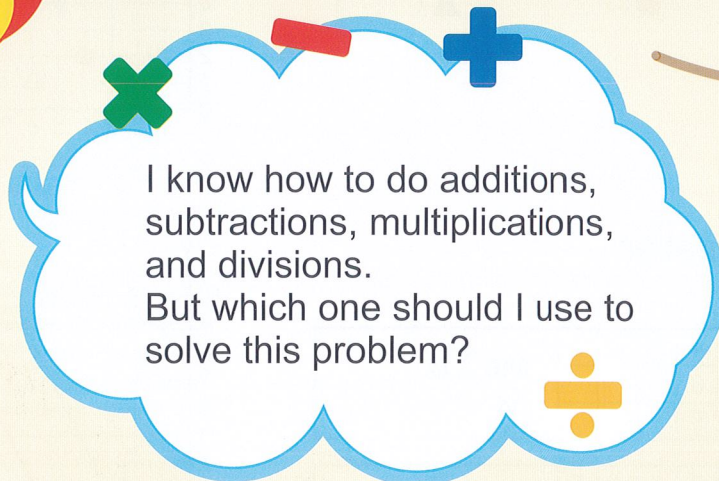 I know how to do additions,
subtractions, multiplications,
and divisions.
But which one should I use to
solve this problem?